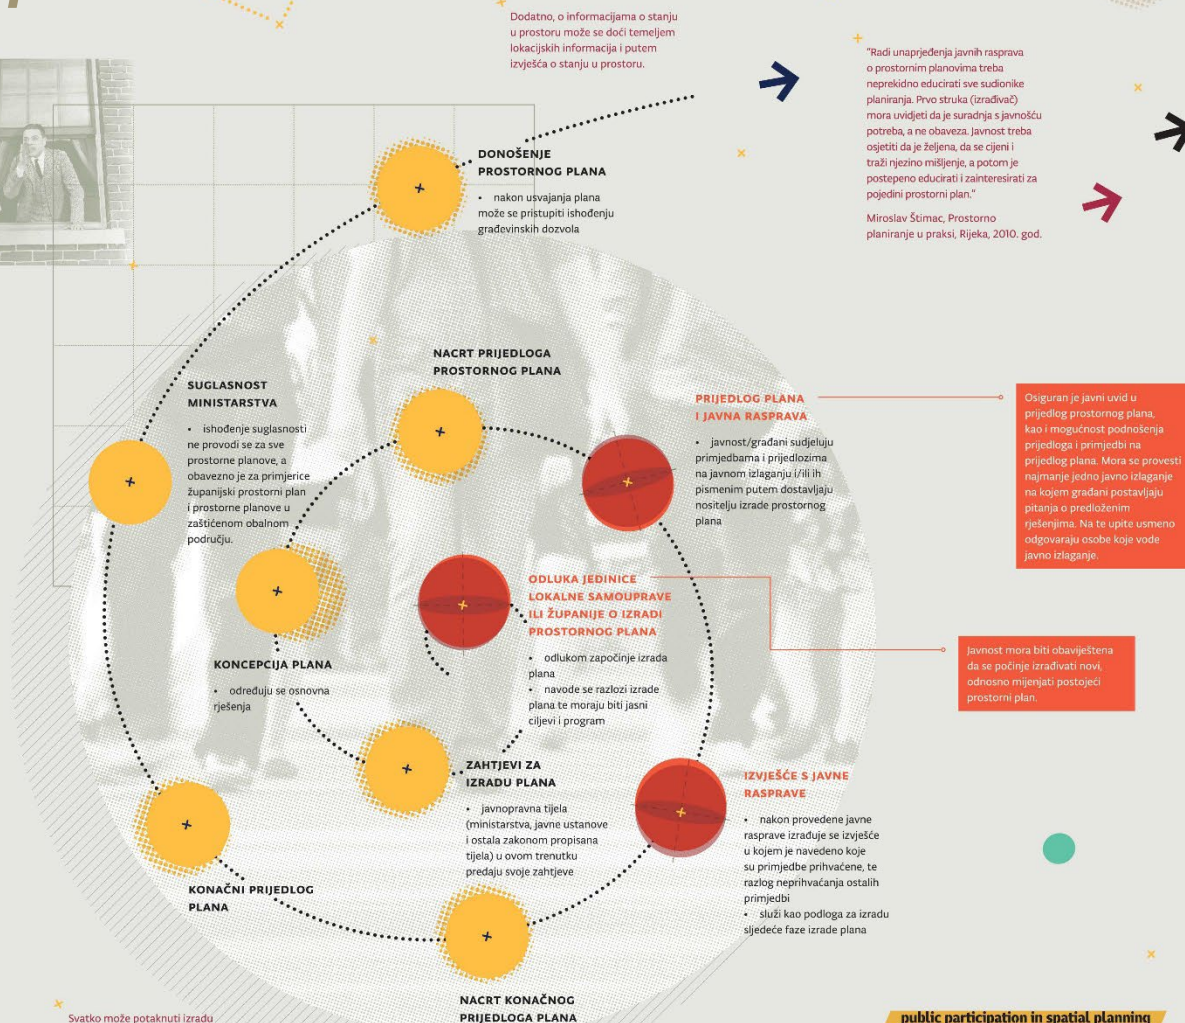 Dodatno, o informacijama o stanju
u prostoru može se doći temeljem
lokacijskih informacija i putem
izvješća o stanju u prostoru.
"Radi unaprjeđenja javnih rasprava
o prostornim planovima treba
neprekidno educirati sve sudionike
planiranja. Prvo struka (izrađivač)
mora uvidjeti da je suradnja s javnošću
potreba, a ne obaveza. Javnost treba
osjetiti da je željena, da se cijeni i
traži njezino mišljenje, a potom je
postepeno educirati i zainteresirati za
pojedini prostorni plan."
Miroslav Štimac, Prostorno
planiranje u praksi, Rijeka, 2010. god.
DONOŠENJE
PROSTORNOG PLANA
• nakon usvajanja plana
može se pristupiti ishođenju
građevinskih dozvola
NACRT PRIJEDLOGA
PROSTORNOG PLANA
SUGLASNOST
MINISTARSTVA
• ishođenje suglasnosti
ne provodi se za sve
prostorne planove, a
obavezno je za primjerice
županijski prostorni plan
i prostorne planove u
zaštićenom obalnom
području.
PRIJEDLOG PLANA
I JAVNA RASPRAVA
• javnost/građani sudjeluju
primjedbama i prijedlozima
na javnom izlaganju i/ili ih
pismenim putem dostavljaju
nositelju izrade prostornog
plana
Osiguran je javni uvid u
prijedlog prostornog plana,
kao i mogućnost podnošenja
prijedloga i primjedbi na
prijedlog plana. Mora se provesti
najmanje jedno javno izlaganje
na kojem građani postavljaju
pitanja o predloženim
rješenjima. Na te upite usmeno
odgovaraju osobe koje vode
javno izlaganje.
ODLUKA JEDINICE
LOKALNE SAMOUPRAVE
ILI ŽUPANIJE O IZRADI
PROSTORNOG PLANA
• odlukom započinje izrada
plana
• navode se razlozi izrade
plana te moraju biti jasni
ciljevi i program
Javnost mora biti obaviještena
da se počinje izrađivati novi,
odnosno mijenjati postojeći
prostorni plan.
KONCEPCIJA PLANA
• određuju se osnovna
rješenja
ZAHTJEVI ZA
IZRADU PLANA
• javnopravna tijela
(ministarstva, javne ustanove
i ostala zakonom propisana
tijela) u ovom trenutku
predaju svoje zahtjeve
IZVJEŠĆE S JAVNE
RASPRAVE
• nakon provedene javne
rasprave izrađuje se izvješće
u kojem je navedeno koje
su primjedbe prihvaćene, te
razlog neprihvaćanja ostalih
primjedbi
• služi kao podloga za izradu
sljedeće faze izrade plana
KONAČNI PRIJEDLOG
PLANA
NACRT KONAČNOG
PRIJEDLOGA PLANA
Svatko može potaknuti izradu
public participation in spatial planning